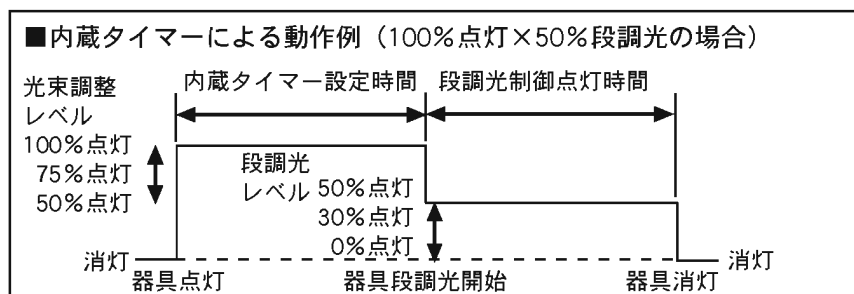 ■内蔵タイマーによる動作例（100%点灯×50%段調光の場合）
内蔵タイマー設定時間
段調光制御点灯時間
光束調整
レベル
100%点灯
75%点灯
50%点灯
段調光
レベル
50%点灯
30%点灯
0%点灯
消灯
消灯
器具点灯
器具段調光開始
器具消灯